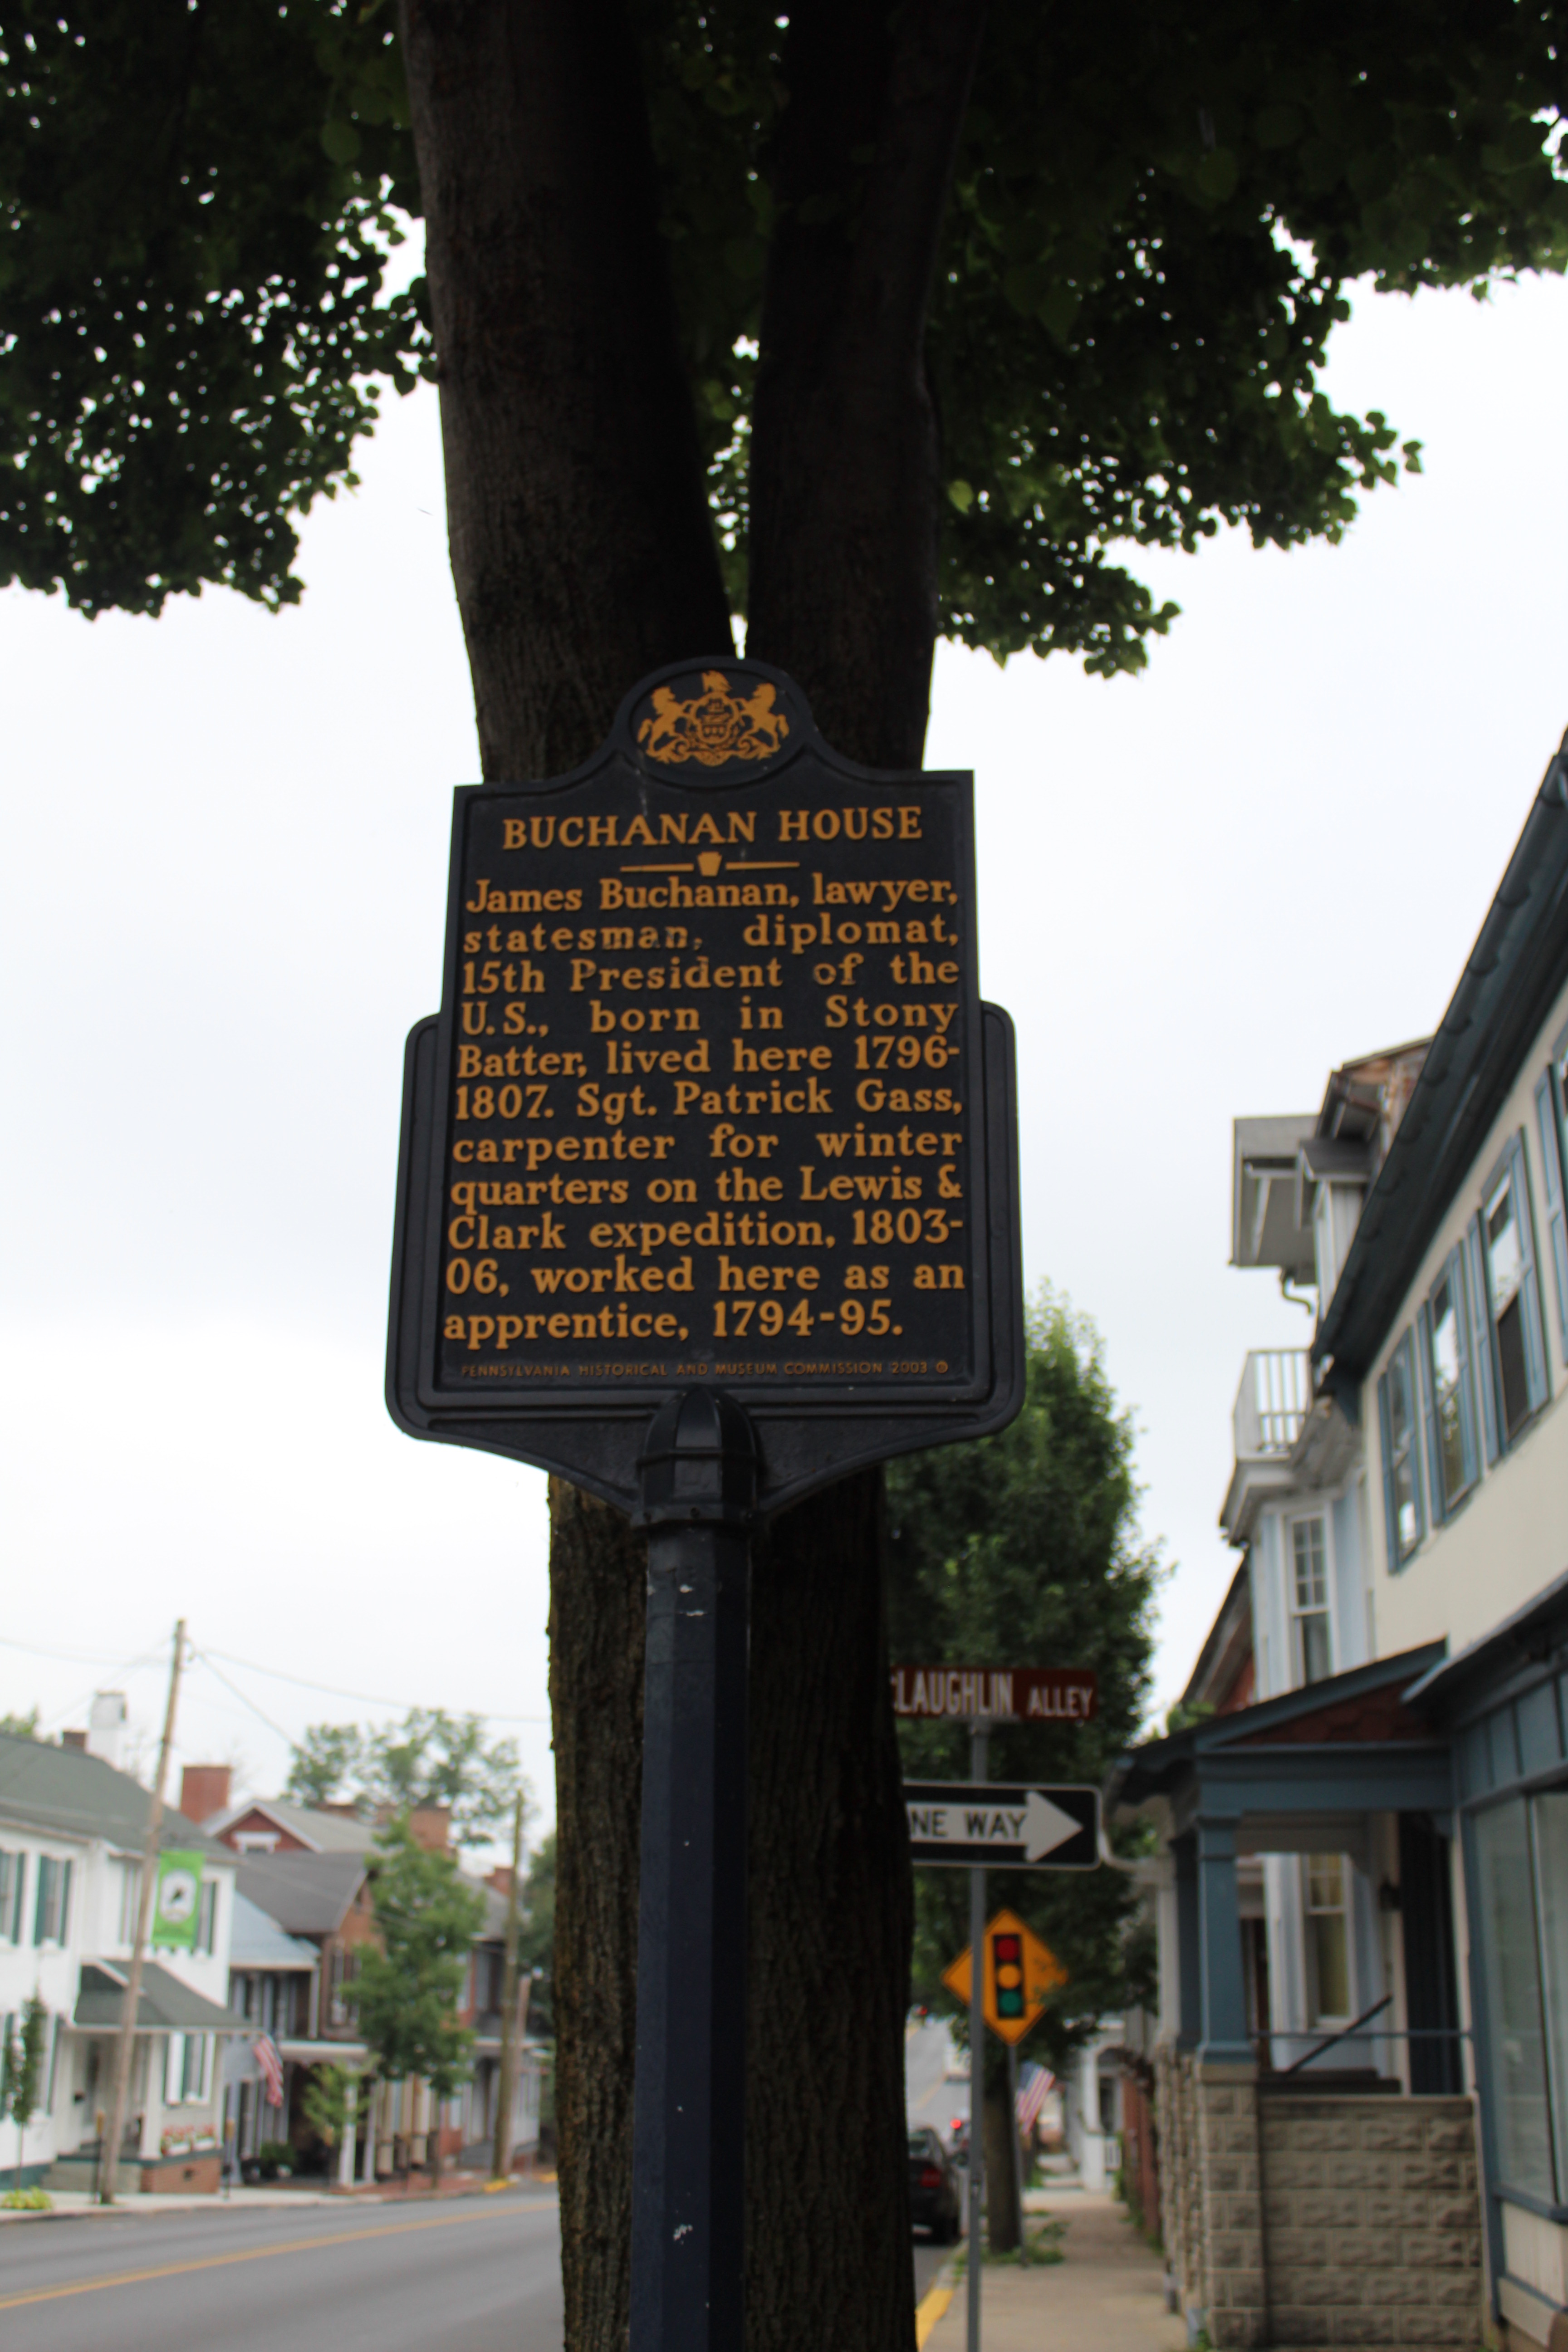 BUCHANAN HOUSE
James Buchanan, lawyer,
statesman, diplomat,
15th President of the
U.S., born in Stony
Batter, lived here 1796-
1807. Sgt. Patrick Gass,
carpenter for winter
quarters on the Lewis &
Clark expedition, 1803-
06, worked here as an
apprentice, 1794-95.
PENNSYLVANIA HISTORICAL AND MUSEUM COMMISSION 2003 ©
cLAUGHLIN ALLEY
NE WAY